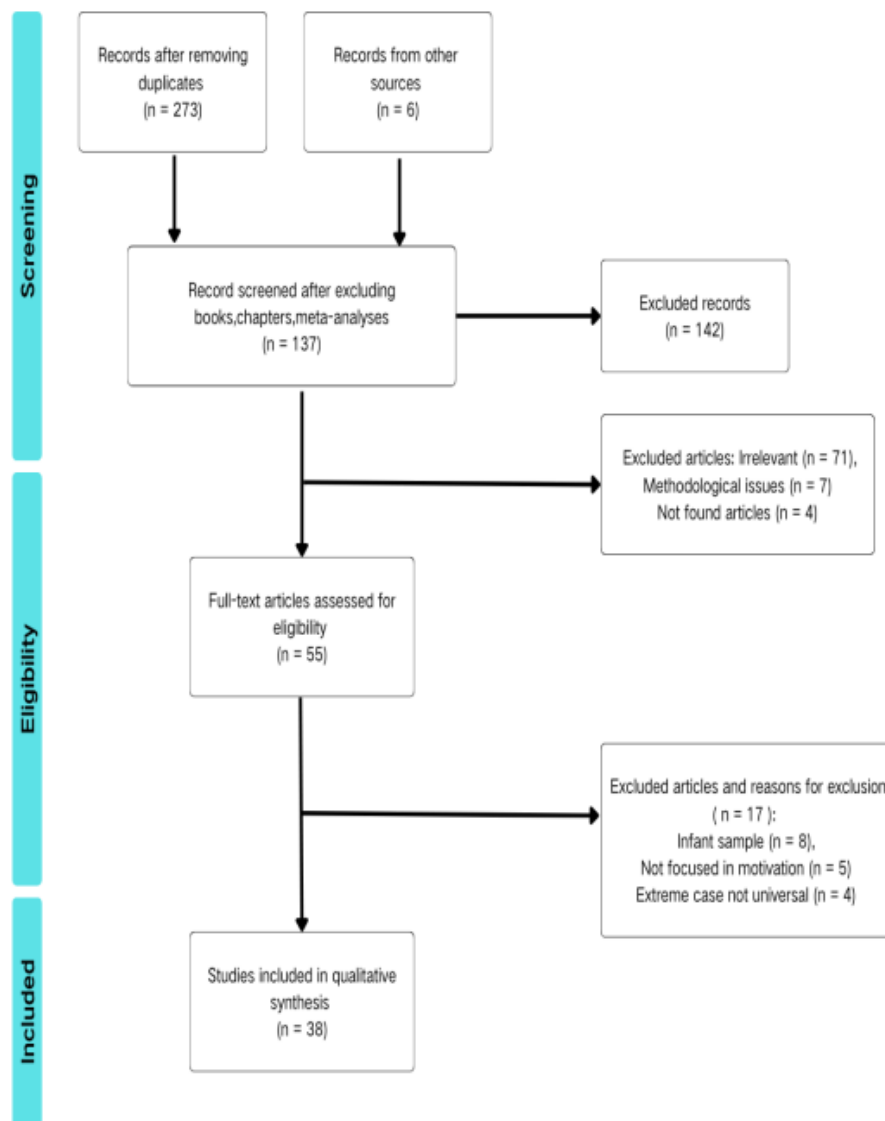 Screening
Records after removing
duplicates
(n = 273)
Records from other
sources
(n = 6)
Record screened after excluding
books,chapters,meta-analyses
(n = 137)
Excluded records
(n = 142)
Eligibility
Excluded articles: Irrelevant (n = 71),
Methodological issues (n = 7)
Not found articles (n = 4)
Full-text articles assessed for
eligibility
(n = 55)
Excluded articles and reasons for exclusion
( n = 17 ):
Infant sample (n = 8),
Not focused in motivation (n = 5)
Extreme case not universal (n = 4)
Included
Studies included in qualitative
synthesis
(n = 38)